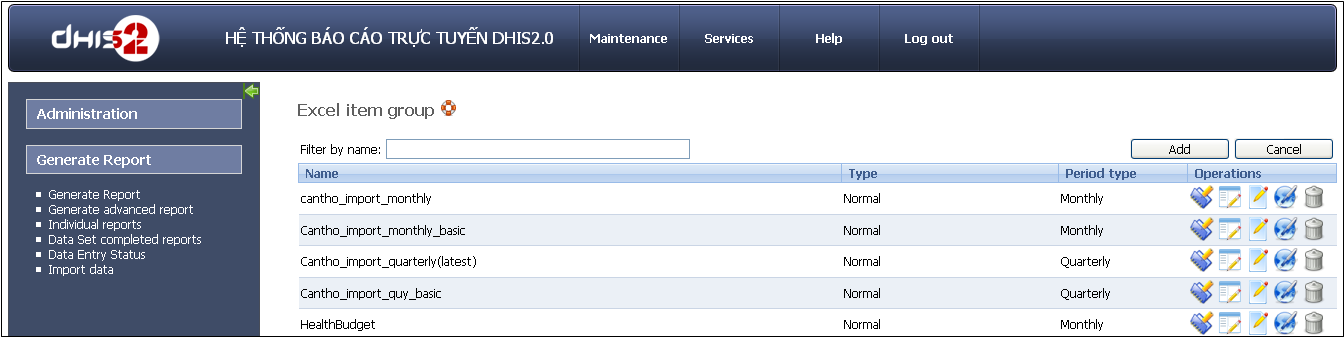 dhis2 HỆ THỐNG BÁO CÁO TRỰC TUYẾN DHIS2.0 Maintenance Services Help Log out
Administration
Generate Report
Generate Report
Generate advanced report
Individual reports
Data Set completed reports
Data Entry Status
Import data
Excel item group
Filter by name: Add Cancel
Name Type Period type Operations
cantho_import_monthly Normal Monthly
Cantho_import_monthly_basic Normal Monthly
Cantho_import_quarterly(latest) Normal Quarterly
Cantho_import_quy_basic Normal Quarterly
HealthBudget Normal Monthly